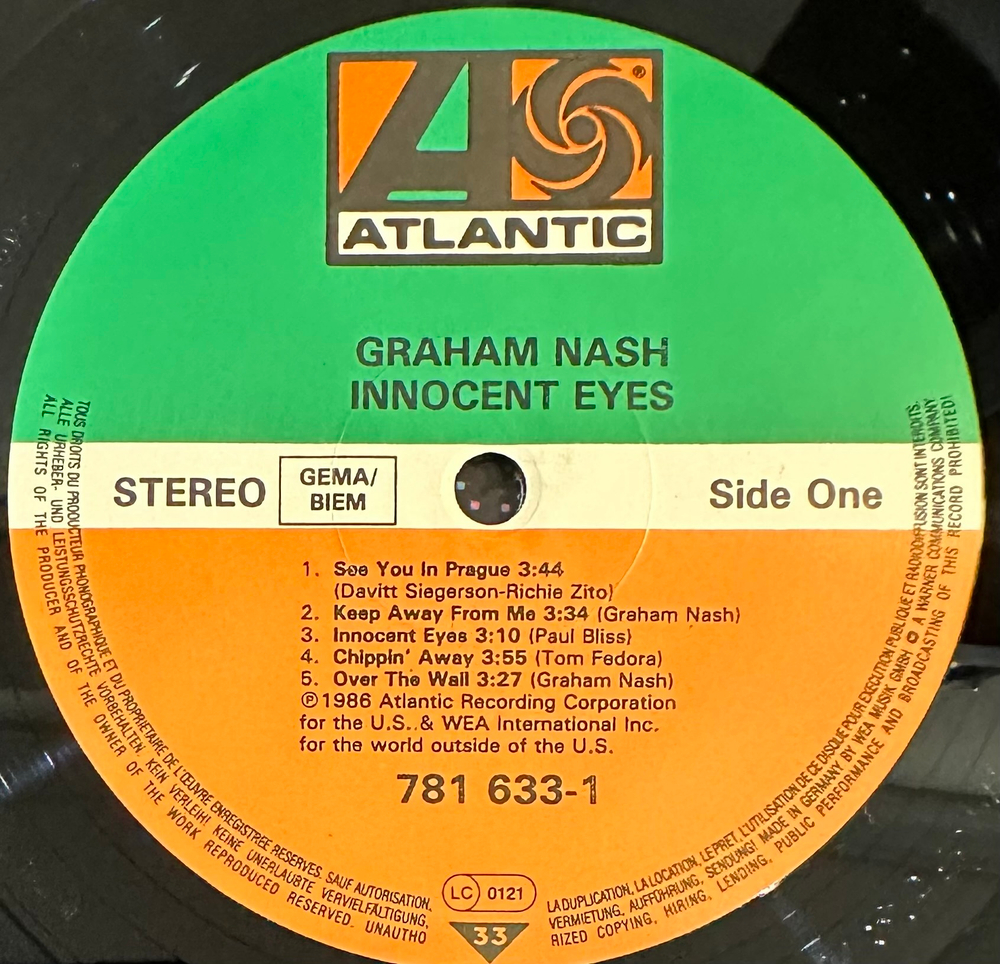 ®
ATLANTIC
GRAHAM NASH
INNOCENT EYES
STEREO
GEMA/
BIEM
Side One
1. See You In Prague 3:44
(Davitt Siegerson-Richie Zito)
2. Keep Away From Me 3:34 (Graham Nash)
3. Innocent Eyes 3:10 (Paul Bliss)
4. Chippin' Away 3:55 (Tom Fedora)
5. Over The Wall 3:27 (Graham Nash)
℗1986 Atlantic Recording Corporation
for the U.S. & WEA International Inc.
for the world outside of the U.S.
781 633-1
LC 0121
33
TOUS DROITS DU PRODUCTEUR PHONOGRAPHIQUE ET DU PROPRIETAIRE DE L'ŒUVRE ENREGISTREE RESERVES. SAUF AUTORISATION, LA DUPLICATION, LA LOCATION, LE PRET, L'UTILISATION DE CE DISQUE POUR EXECUTION PUBLIQUE ET RADIODIFFUSION SONT INTERDITS.
ALLE URHEBER- UND LEISTUNGSSCHUTZRECHTE VORBEHALTEN. KEIN VERLEIH! KEINE UNERLAUBTE VERVIELFÄLTIGUNG, VERMIETUNG, AUFFÜHRUNG, SENDUNG! MADE IN GERMANY BY WEA MUSIK GMBH A WARNER COMMUNICATIONS COMPANY
ALL RIGHTS OF THE PRODUCER AND OF THE OWNER OF THE WORK REPRODUCED RESERVED. UNAUTHORIZED COPYING, HIRING, LENDING, PUBLIC PERFORMANCE AND BROADCASTING OF THIS RECORD PROHIBITED!